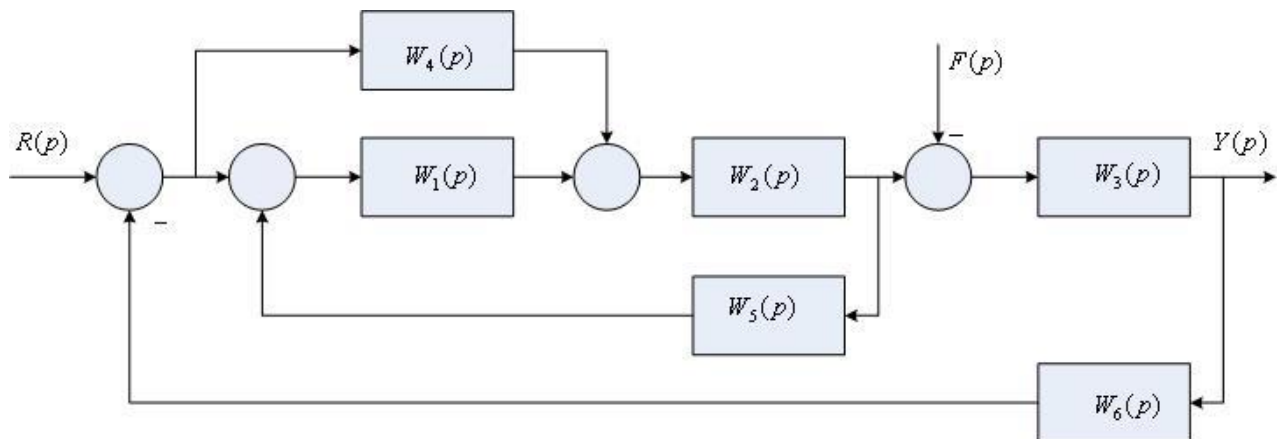 W₄(p)
F(p)
R(p)
W₁(p)
W₂(p)
–
W₃(p)
Y(p)
–
W₅(p)
W₆(p)